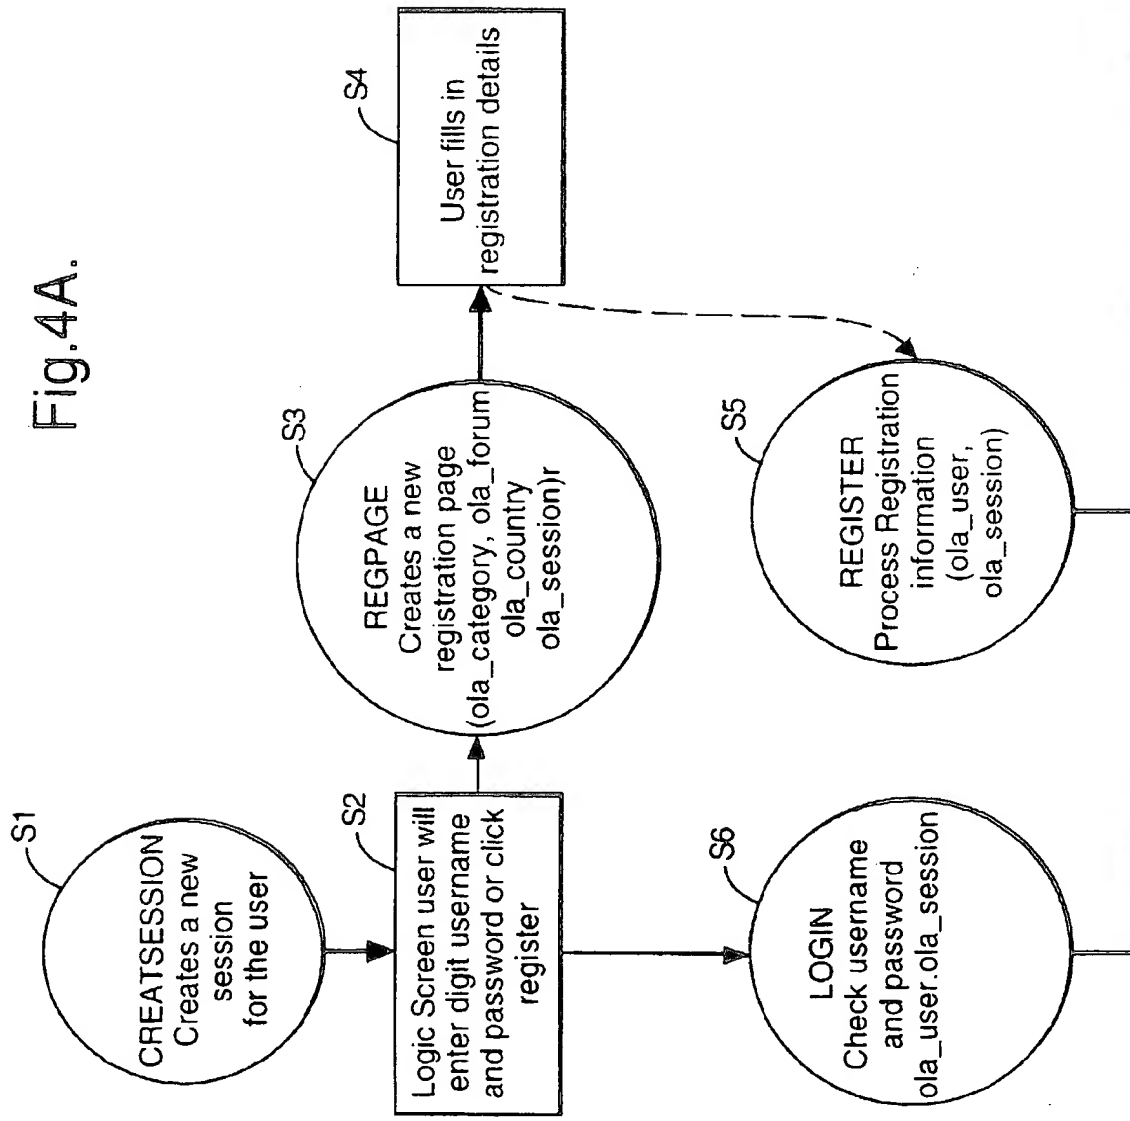 Fig.4A.
S1
CREATSESSION
Creates a new
session
for the user
S2
Logic Screen user will
enter digit username
and password or click
register
S3
REGPAGE
Creates a new
registration page
(ola_category, ola_forum
ola_country
ola_session)r
S4
User fills in
registration details
S5
REGISTER
Process Registration
information
(ola_user,
ola_session)
S6
LOGIN
Check username
and password
ola_user.ola_session